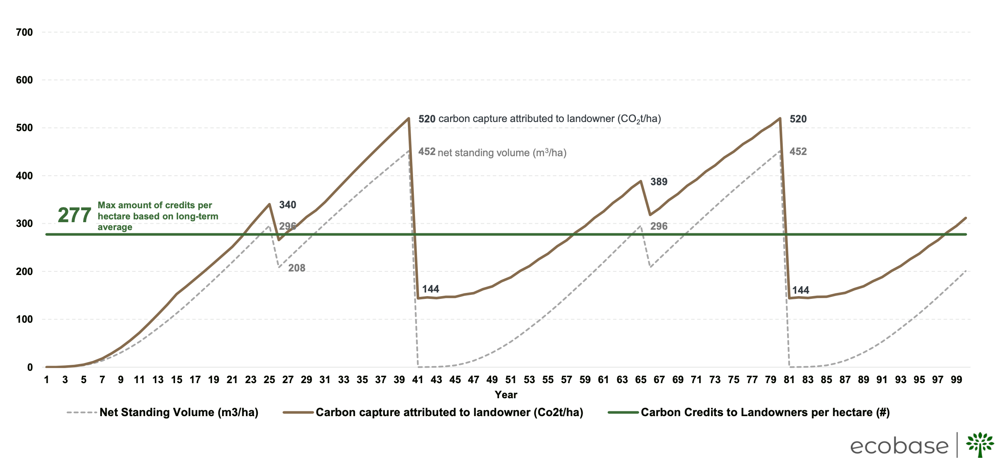 700
600
500
400
300
200
100
0
520 carbon capture attributed to landowner (CO₂t/ha)
452 net standing volume (m³/ha)
520
452
389
340
296
296
208
144
144
277
Max amount of credits per
hectare based on long-term
average
1 3 5 7 9 11 13 15 17 19 21 23 25 27 29 31 33 35 37 39 41 43 45 47 49 51 53 55 57 59 61 63 65 67 69 71 73 75 77 79 81 83 85 87 89 91 93 95 97 99
Year
Net Standing Volume (m3/ha) Carbon capture attributed to landowner (Co2t/ha) Carbon Credits to Landowners per hectare (#)
ecobase